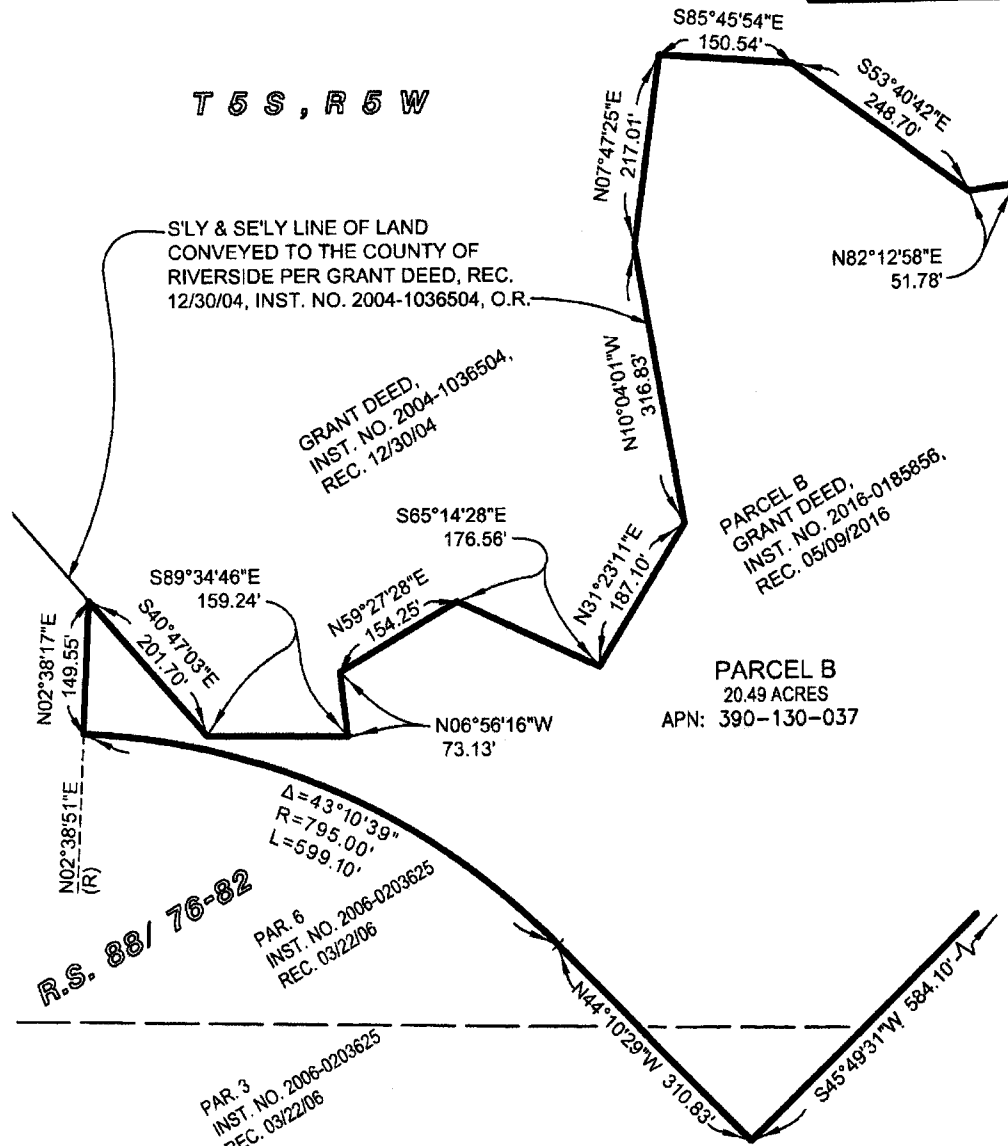 S85°45'54"E
150.54'
S53°40'42"E
248.70'
T 5 S , R 5 W
N07°47'25"E
217.01'
S'LY & SE'LY LINE OF LAND
CONVEYED TO THE COUNTY OF
RIVERSIDE PER GRANT DEED, REC.
12/30/04, INST. NO. 2004-1036504, O.R.
N82°12'58"E
51.78'
GRANT DEED,
INST. NO. 2004-1036504,
REC. 12/30/04
N10°04'01"W
316.83'
PARCEL B
GRANT DEED,
INST. NO. 2016-0185856,
REC. 05/09/2016
S65°14'28"E
176.56'
S89°34'46"E
159.24'
N59°27'28"E
154.25'
N31°23'11"E
187.10'
N02°38'17"E
149.55'
S40°47'03"E
201.70'
PARCEL B
20.49 ACRES
APN: 390-130-037
N06°56'16"W
73.13'
N02°38'51"E
(R)
Δ=43°10'39"
R=795.00'
L=599.10'
R.S. 88/ 76-82
PAR. 6
INST. NO. 2006-0203625
REC. 03/22/06
N44°10'29"W 310.83'
S45°49'31"W 584.10'
PAR. 3
INST. NO. 2006-0203625
REC. 03/22/06